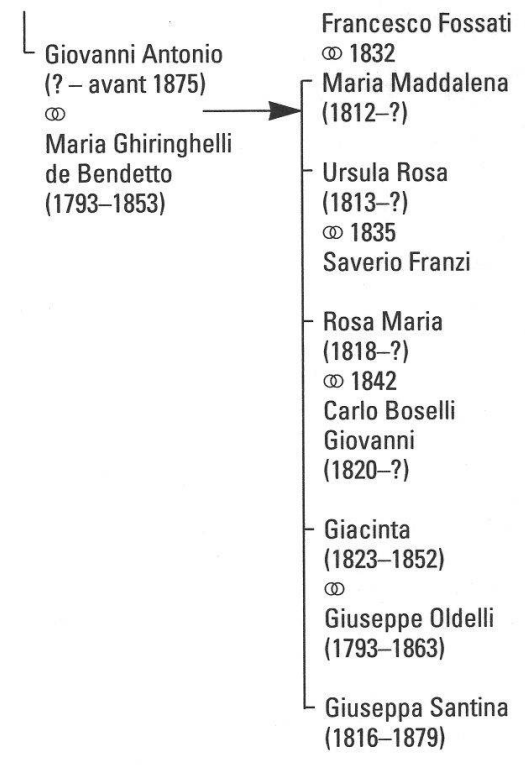 Giovanni Antonio
(? – avant 1875)
⚭
Maria Ghiringhelli
de Bendetto
(1793–1853)
Francesco Fossati
⚭ 1832
Maria Maddalena
(1812–?)
Ursula Rosa
(1813–?)
⚭ 1835
Saverio Franzi
Rosa Maria
(1818–?)
⚭ 1842
Carlo Boselli
Giovanni
(1820–?)
Giacinta
(1823–1852)
⚭
Giuseppe Oldelli
(1793–1863)
Giuseppa Santina
(1816–1879)